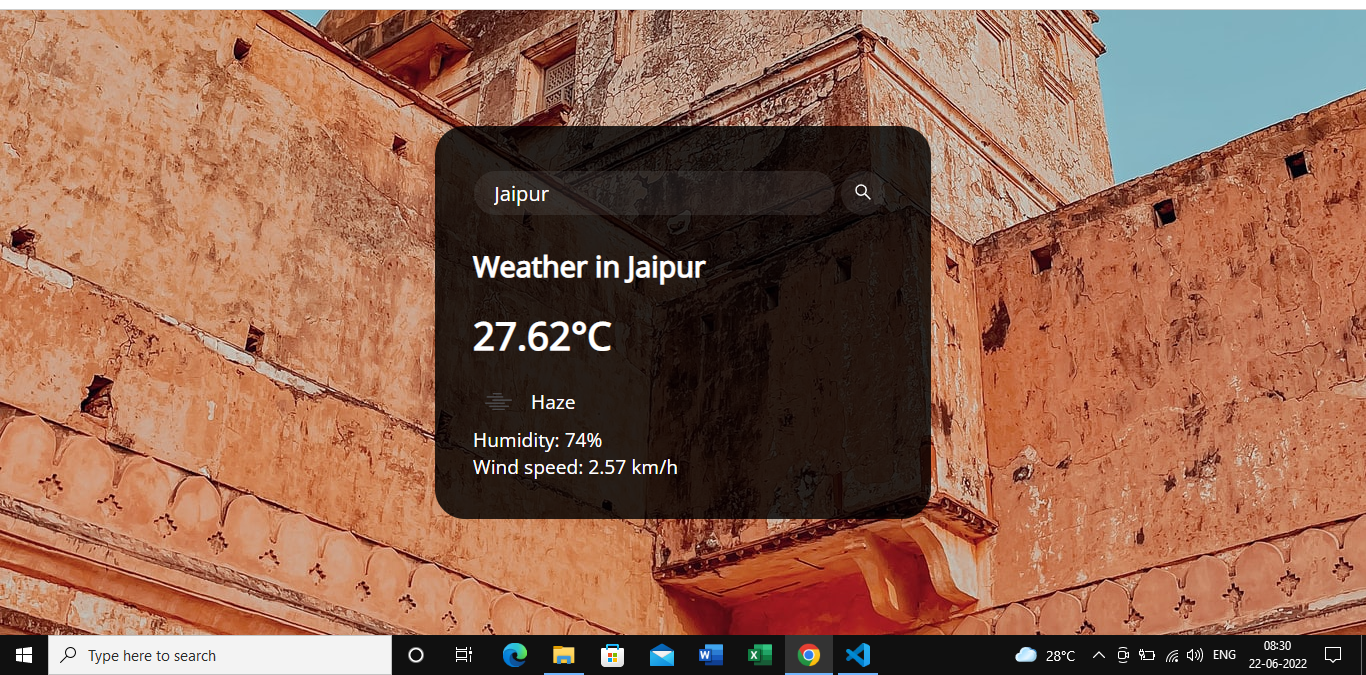 Jaipur
Weather in Jaipur
27.62°C
Haze
Humidity: 74%
Wind speed: 2.57 km/h
Type here to search
28°C
ENG
08:30
22-06-2022